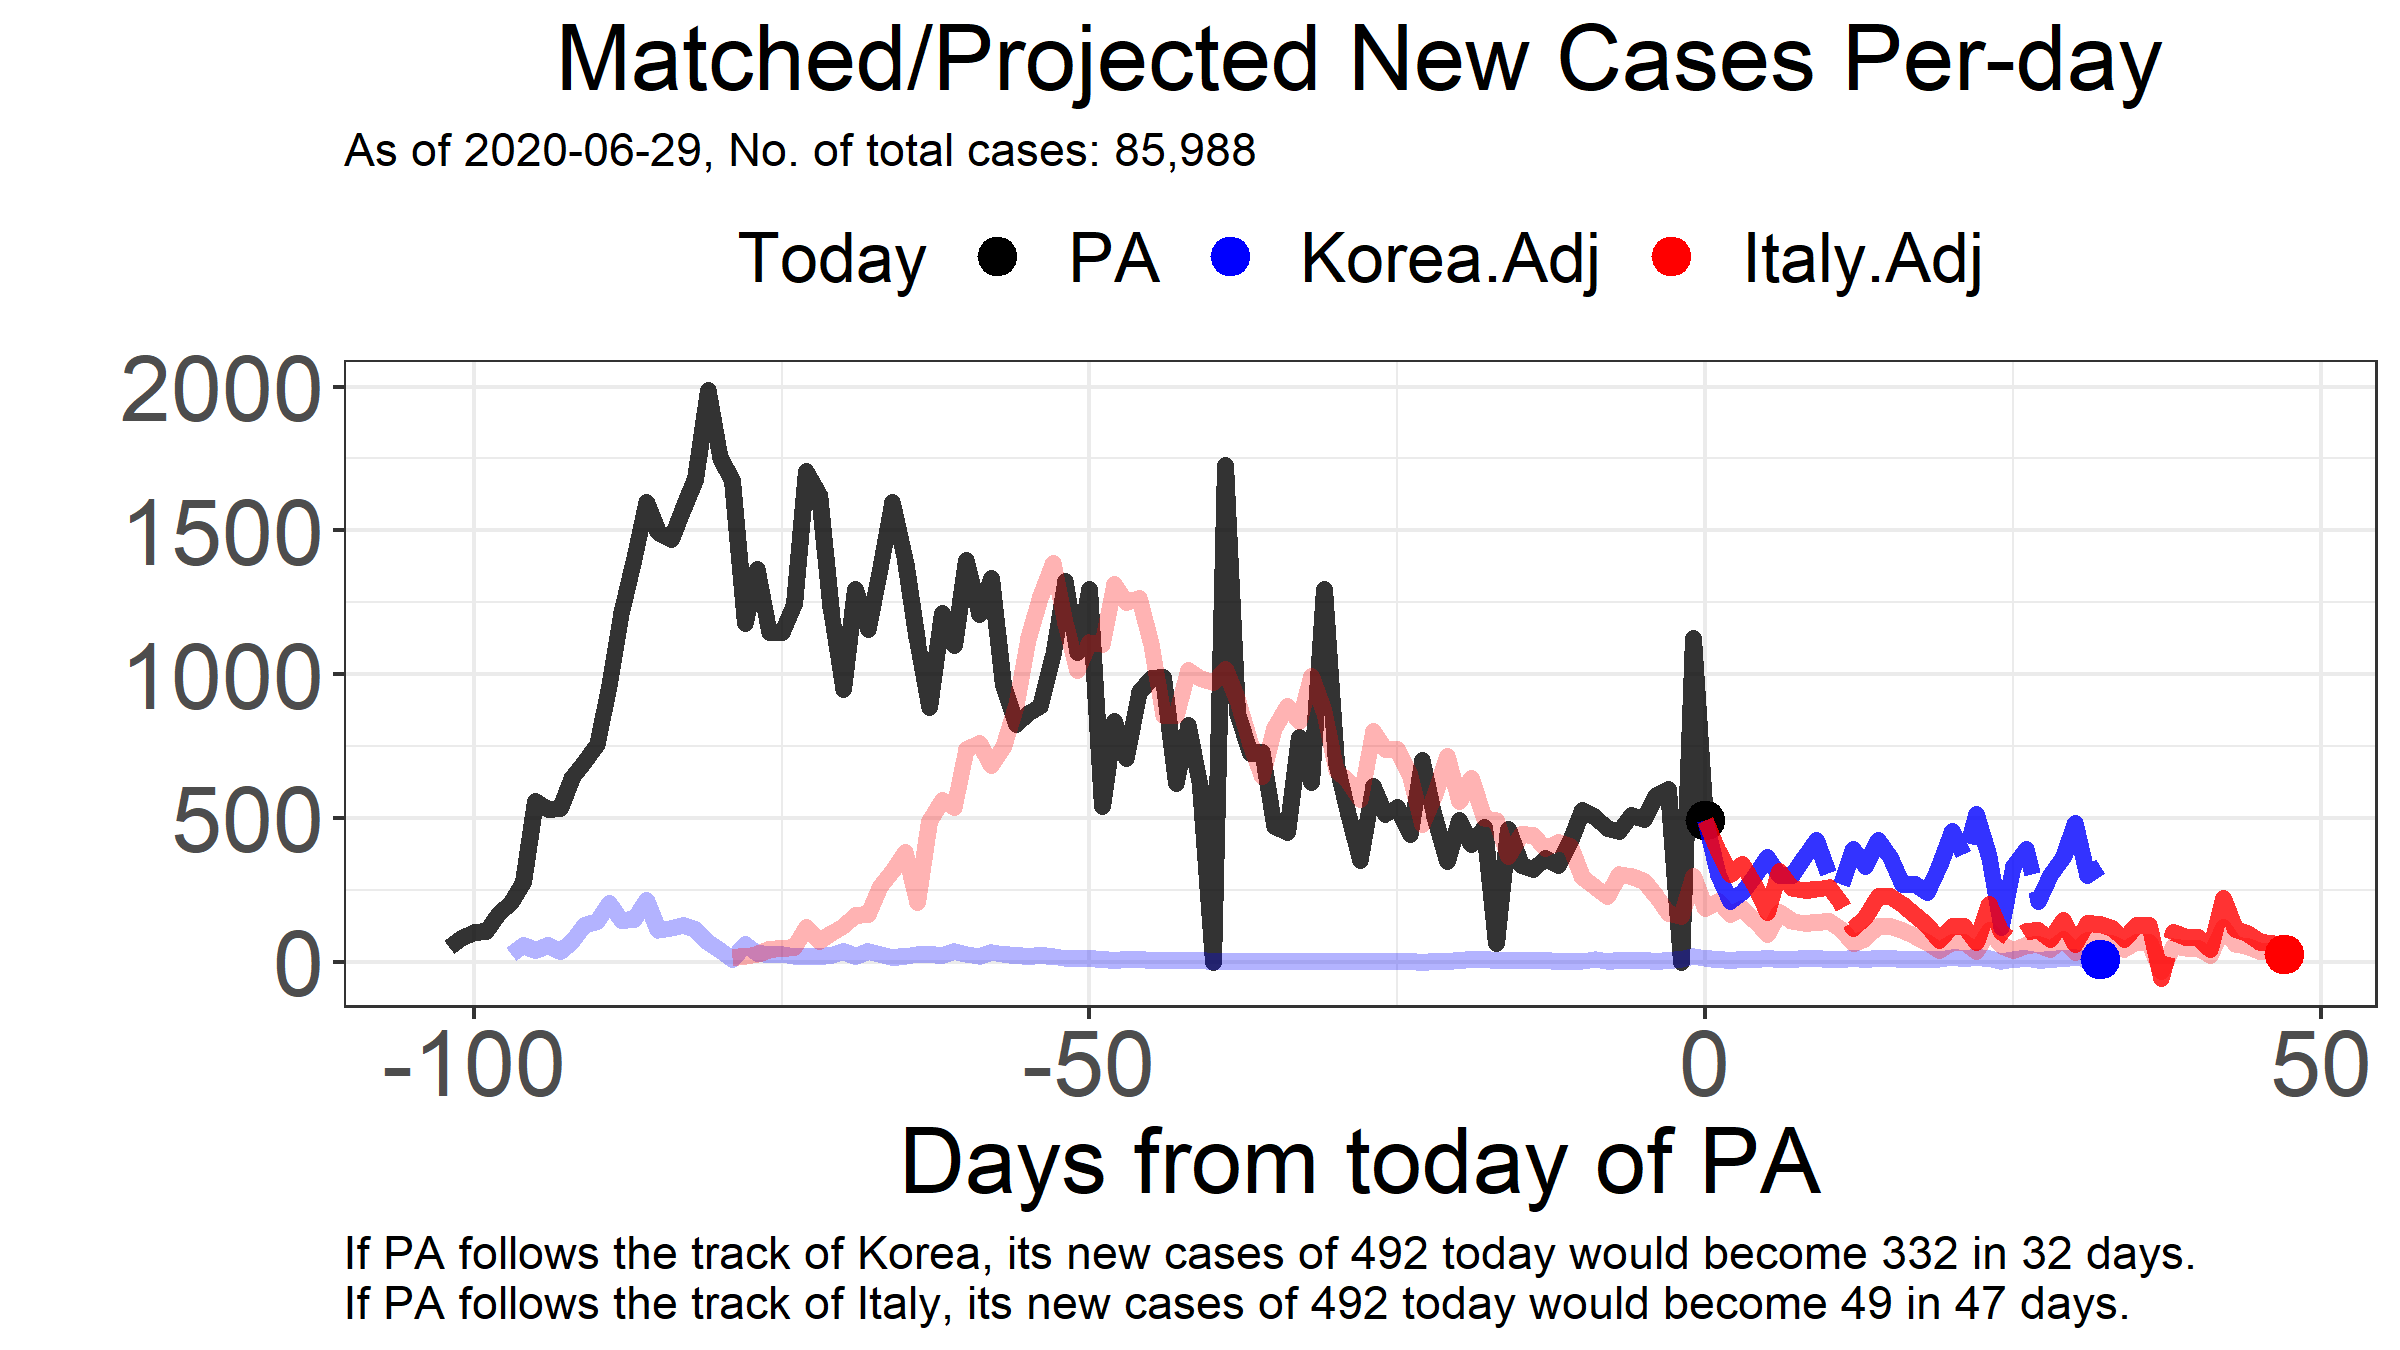 Matched/Projected New Cases Per-day
As of 2020-06-29, No. of total cases: 85,988
Today PA Korea.Adj Italy.Adj
2000
1500
1000
500
0
-100 -50 0 50
Days from today of PA
If PA follows the track of Korea, its new cases of 492 today would become 332 in 32 days.
If PA follows the track of Italy, its new cases of 492 today would become 49 in 47 days.